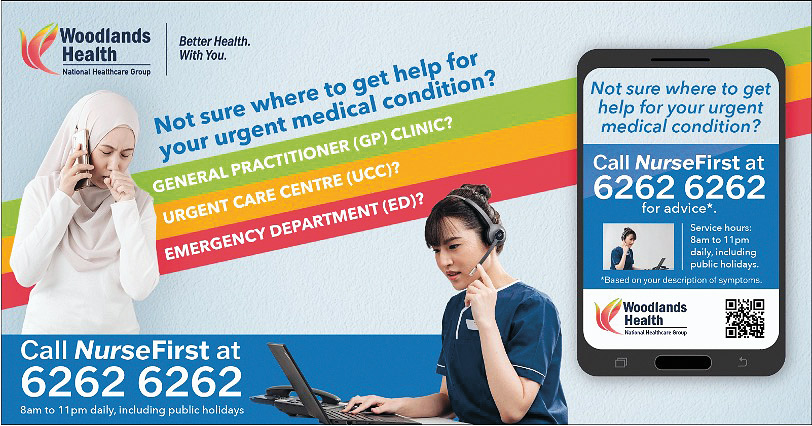 Woodlands
Health
National Healthcare Group
Better Health.
With You.
Not sure where to get help for
your urgent medical condition?
GENERAL PRACTITIONER (GP) CLINIC?
URGENT CARE CENTRE (UCC)?
EMERGENCY DEPARTMENT (ED)?
Call NurseFirst at
6262 6262
8am to 11pm daily, including public holidays
Not sure where to get
help for your urgent
medical condition?
Call NurseFirst at
6262 6262
for advice*.
Service hours:
8am to 11pm
daily, including
public holidays.
*Based on your description of symptoms.
Woodlands
Health
National Healthcare Group